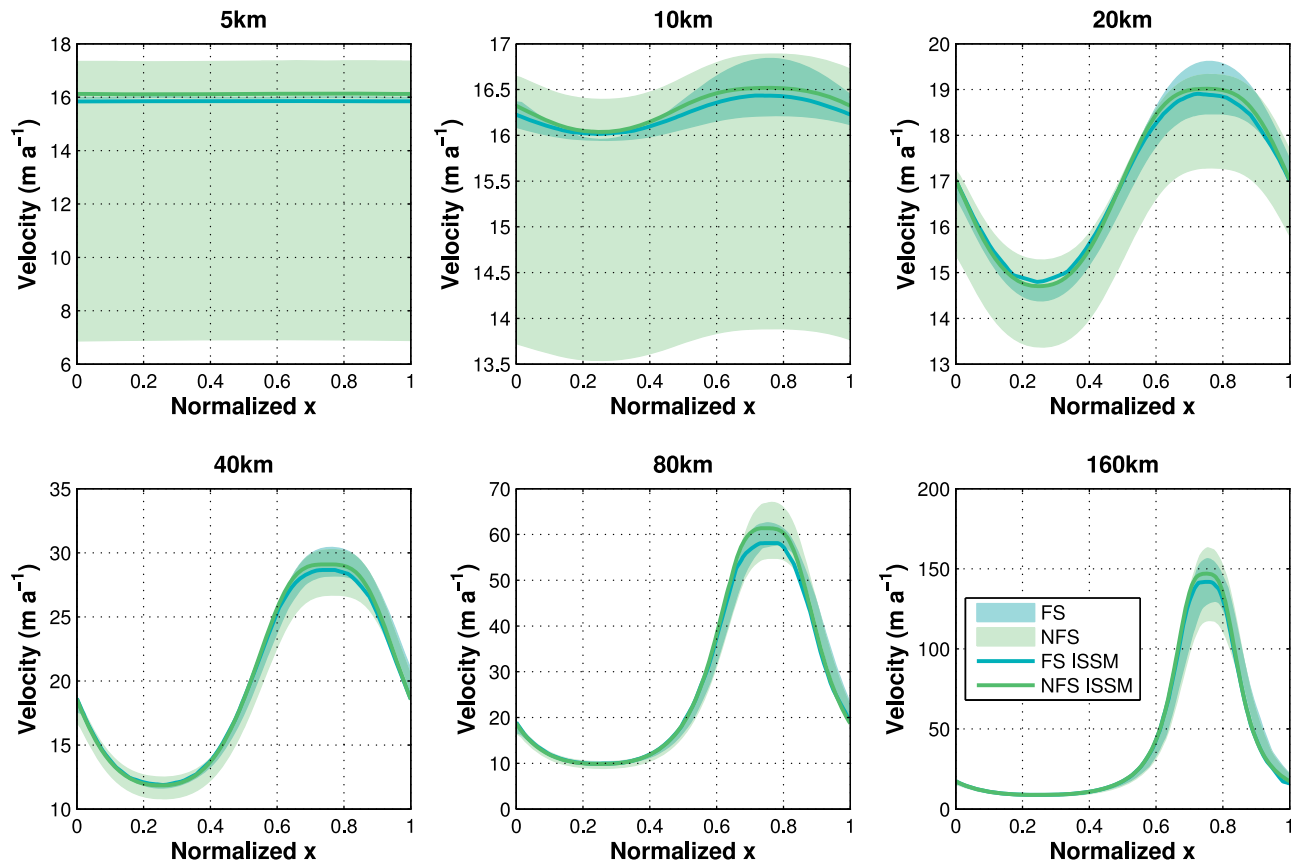 5km
18
16
14
12
10
8
6
Velocity (m a⁻¹)
0 0.2 0.4 0.6 0.8 1
Normalized x
10km
17
16.5
16
15.5
15
14.5
14
13.5
Velocity (m a⁻¹)
0 0.2 0.4 0.6 0.8 1
Normalized x
20km
20
19
18
17
16
15
14
13
Velocity (m a⁻¹)
0 0.2 0.4 0.6 0.8 1
Normalized x
40km
35
30
25
20
15
10
Velocity (m a⁻¹)
0 0.2 0.4 0.6 0.8 1
Normalized x
80km
70
60
50
40
30
20
10
0
Velocity (m a⁻¹)
0 0.2 0.4 0.6 0.8 1
Normalized x
160km
200
150
100
50
0
Velocity (m a⁻¹)
FS
NFS
FS ISSM
NFS ISSM
0 0.2 0.4 0.6 0.8 1
Normalized x